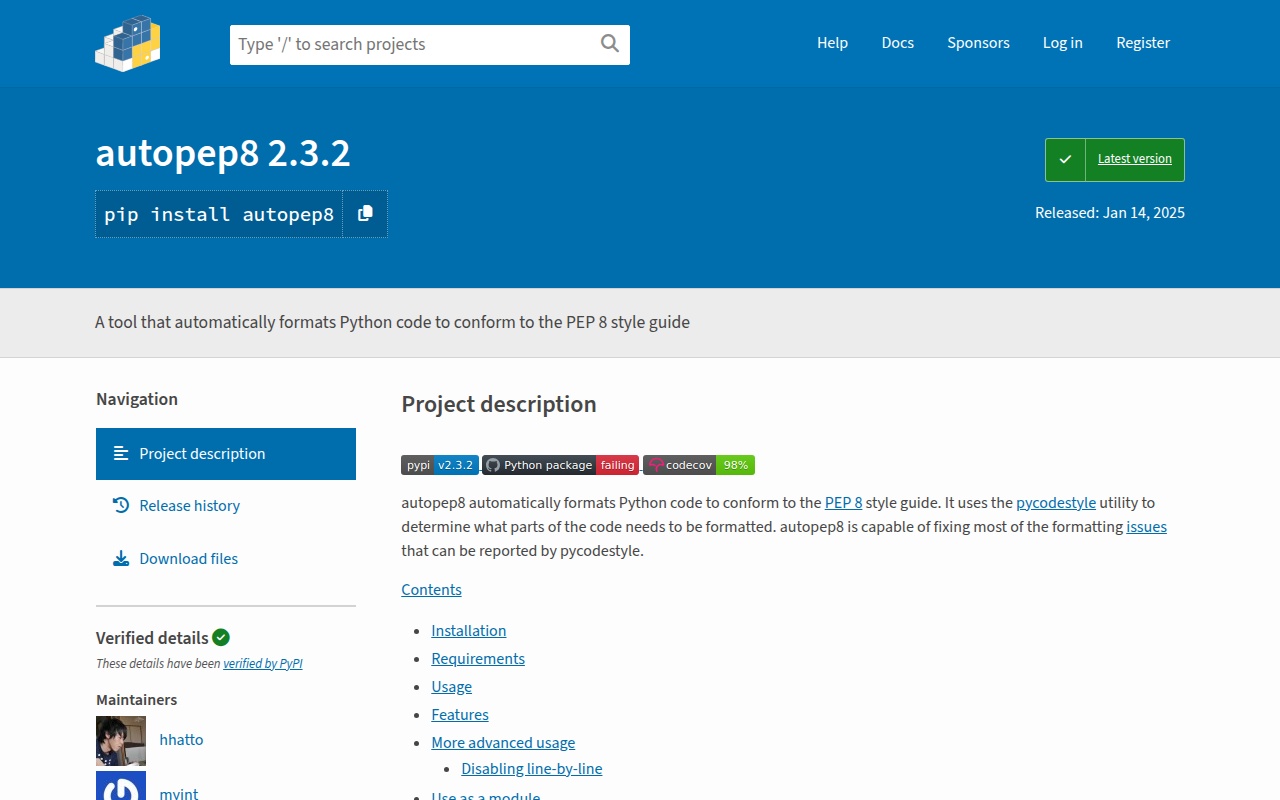 Type '/' to search projects
Help
Docs
Sponsors
Log in
Register
autopep8 2.3.2
pip install autopep8
Latest version
Released: Jan 14, 2025
A tool that automatically formats Python code to conform to the PEP 8 style guide
Navigation
Project description
Release history
Download files
Verified details
These details have been verified by PyPI
Maintainers
hhatto
myint
Project description
pypi v2.3.2 Python package failing codecov 98%
autopep8 automatically formats Python code to conform to the PEP 8 style guide. It uses the pycodestyle utility to
determine what parts of the code needs to be formatted. autopep8 is capable of fixing most of the formatting issues
that can be reported by pycodestyle.
Contents
Installation
Requirements
Usage
Features
More advanced usage
Disabling line-by-line
Use as a module